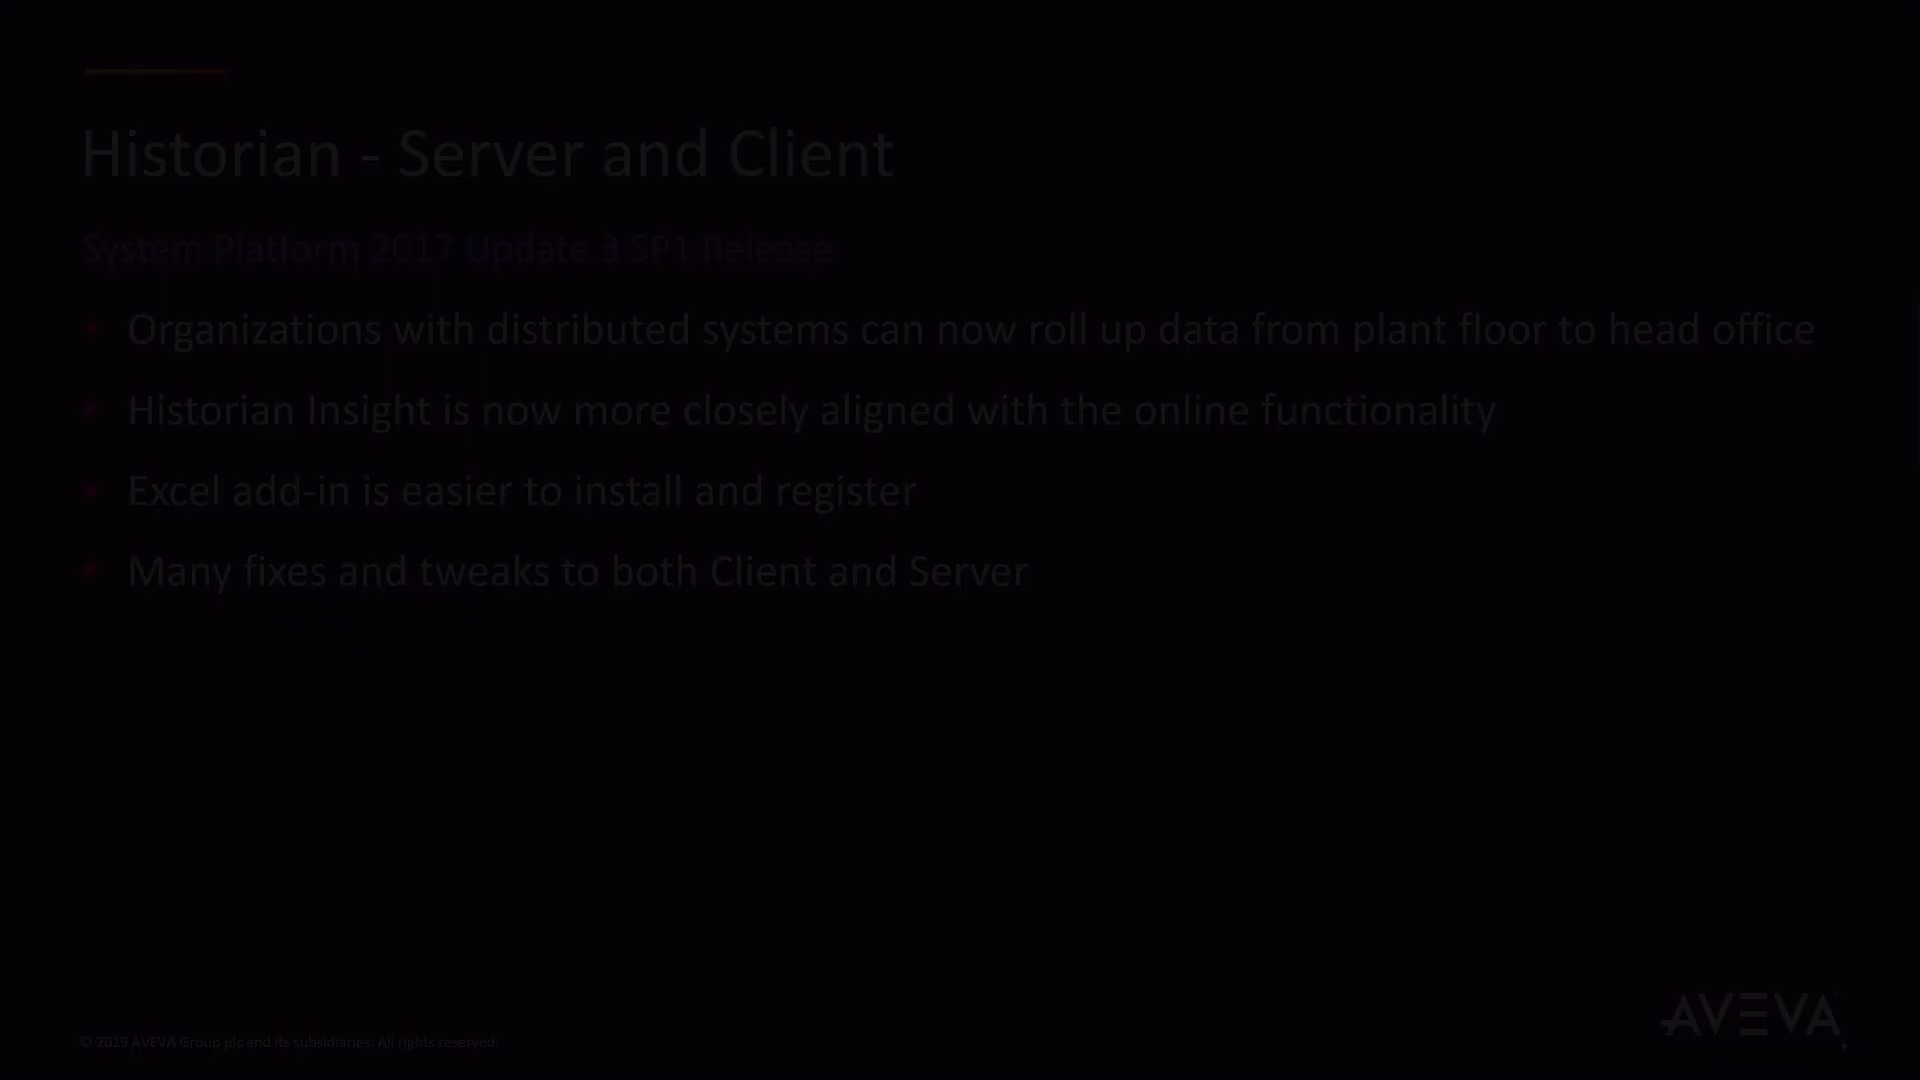 Historian - Server and Client
System Platform 2017 Update 3 SP1 Release
• Organizations with distributed systems can now roll up data from plant floor to head office
• Historian Insight is now more closely aligned with the online functionality
• Excel add-in is easier to install and register
• Many fixes and tweaks to both Client and Server
© 2019 AVEVA Group plc and its subsidiaries. All rights reserved.
AVEVA